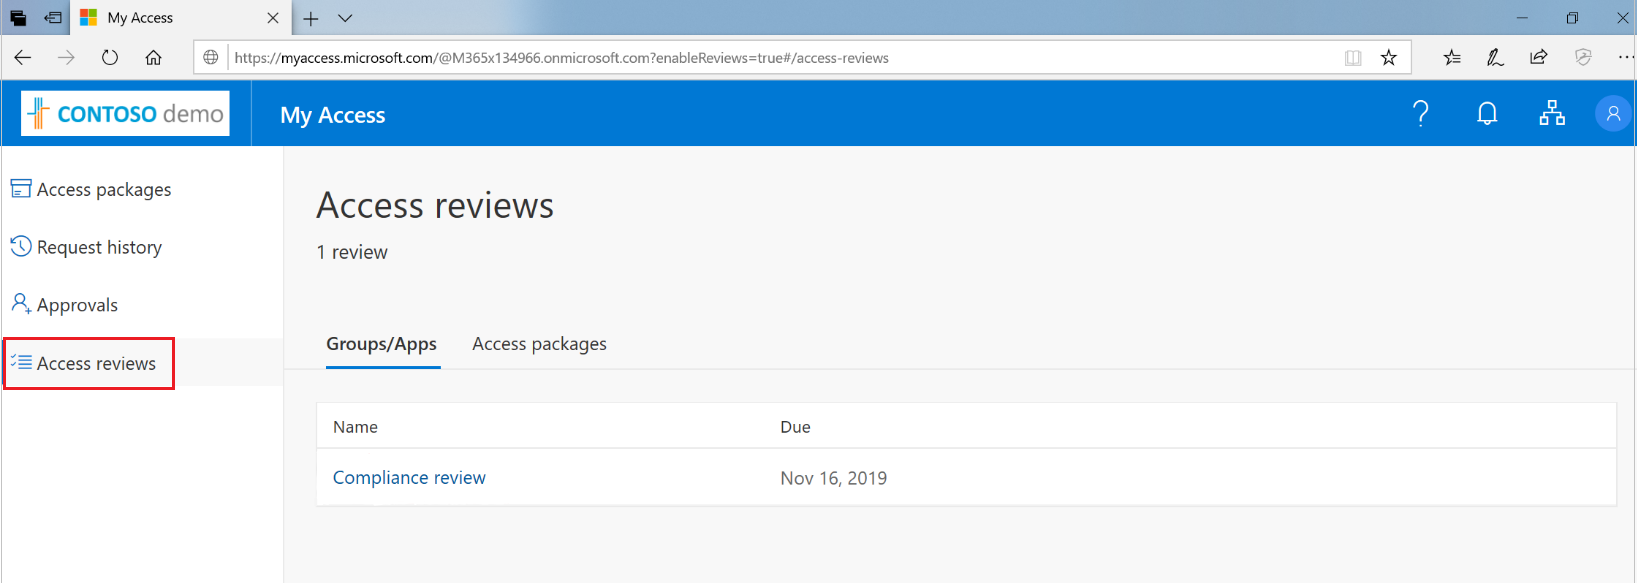 My Access
https://myaccess.microsoft.com/@M365x134966.onmicrosoft.com?enableReviews=true#/access-reviews
CONTOSO demo
My Access
Access packages
Request history
Approvals
Access reviews
Access reviews
1 review
Groups/Apps Access packages
Name Due
Compliance review Nov 16, 2019